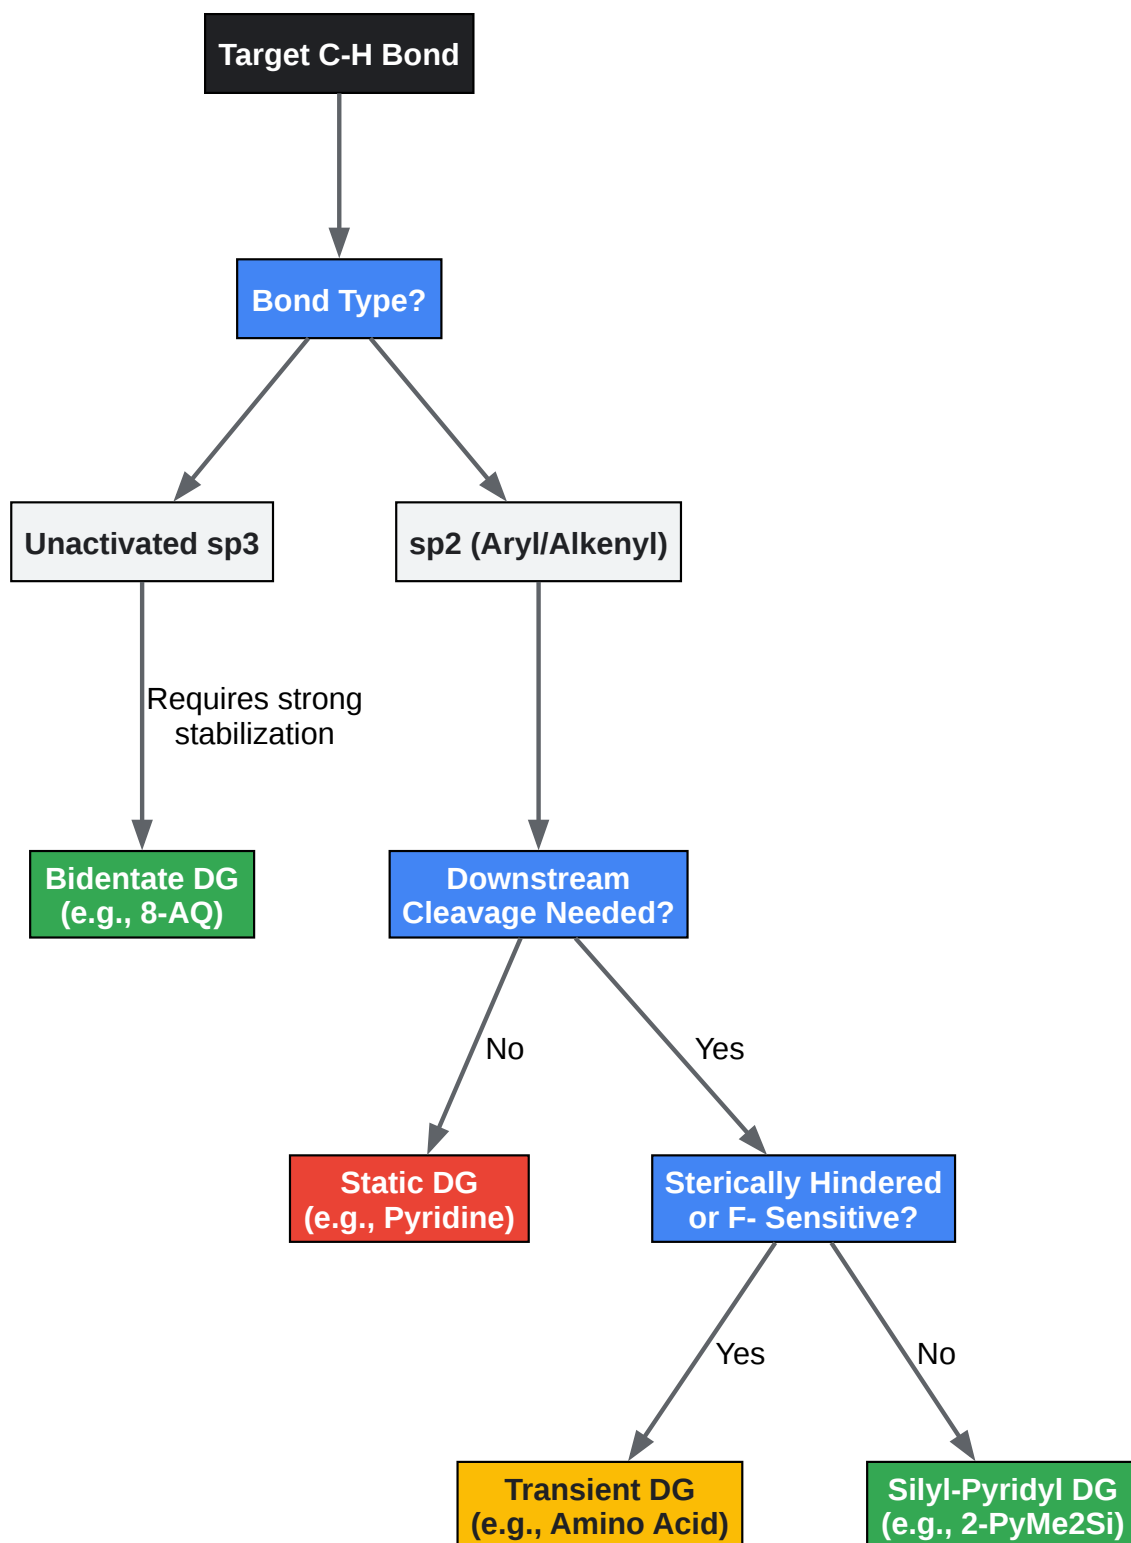 Target C-H Bond
Bond Type?
Unactivated sp3
sp2 (Aryl/Alkenyl)
Requires strong
stabilization
Bidentate DG
(e.g., 8-AQ)
Downstream
Cleavage Needed?
No
Yes
Static DG
(e.g., Pyridine)
Sterically Hindered
or F- Sensitive?
Yes
No
Transient DG
(e.g., Amino Acid)
Silyl-Pyridyl DG
(e.g., 2-PyMe2Si)